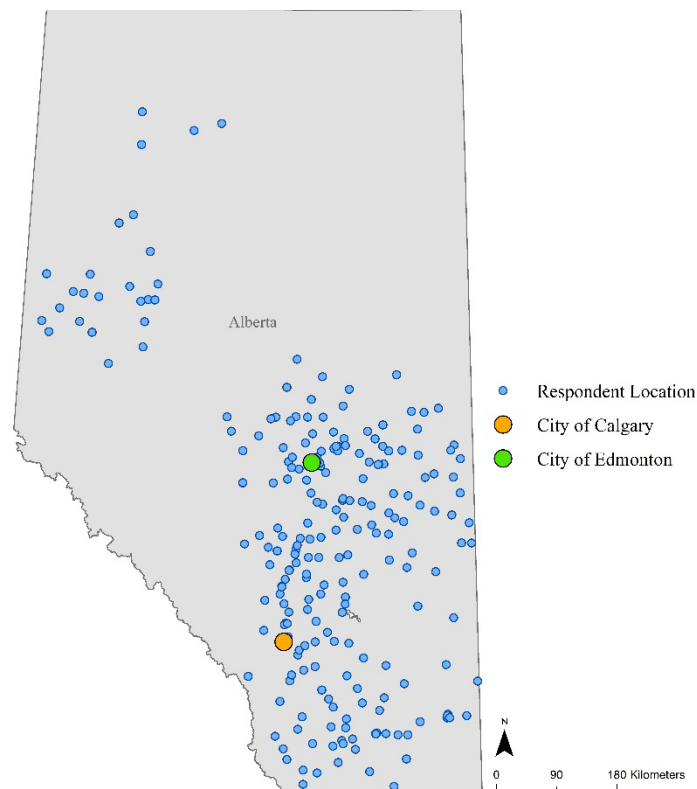 Alberta
Respondent Location
City of Calgary
City of Edmonton
N
0 90 180 Kilometers